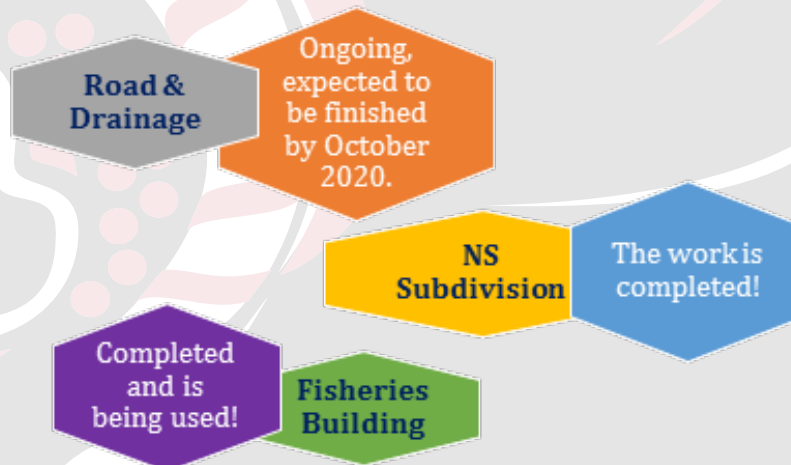 Road &
Drainage
Ongoing,
expected to
be finished
by October
2020.
NS
Subdivision
The work is
completed!
Completed
and is
being used!
Fisheries
Building